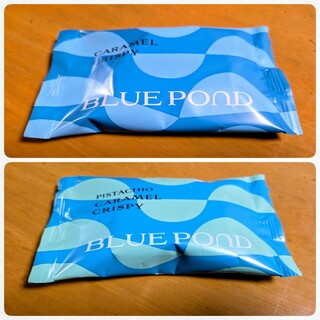 CARAMEL
CRISPY
BLUE POND
PISTACHIO
CARAMEL
CRISPY
BLUE POND